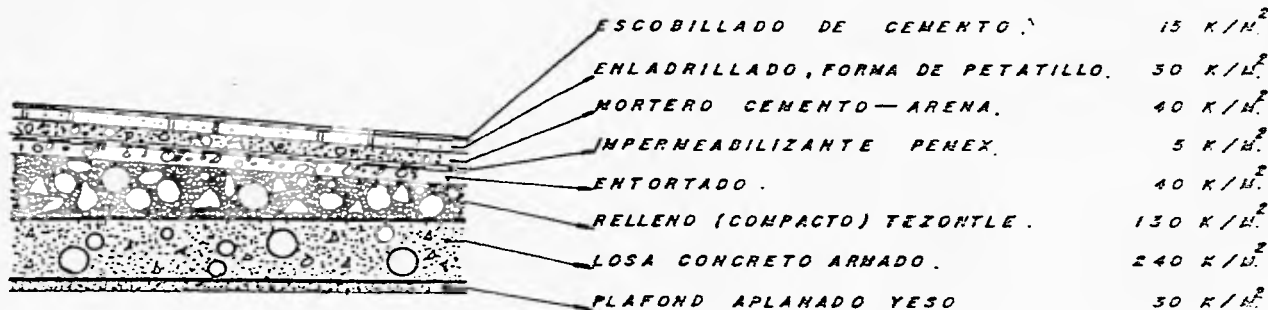 ESCOBILLADO DE CEMENTO. 15 K/M²
ENLADRILLADO, FORMA DE PETATILLO. 30 K/M²
MORTERO CEMENTO—ARENA. 40 K/M²
IMPERMEABILIZANTE PEMEX. 5 K/M²
ENTORTADO. 40 K/M²
RELLENO (COMPACTO) TEZONTLE. 130 K/M²
LOSA CONCRETO ARMADO. 240 K/M²
PLAFOND APLANADO YESO 30 K/M²